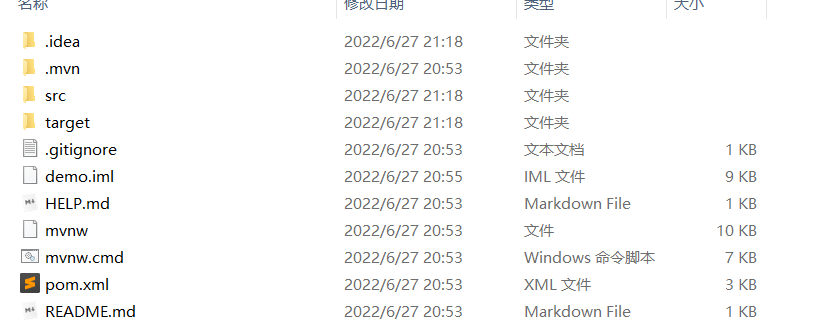 名称 修改日期 类型 大小
.idea 2022/6/27 21:18 文件夹
.mvn 2022/6/27 20:53 文件夹
src 2022/6/27 21:18 文件夹
target 2022/6/27 21:18 文件夹
.gitignore 2022/6/27 20:53 文本文档 1 KB
demo.iml 2022/6/27 20:55 IML 文件 9 KB
HELP.md 2022/6/27 20:53 Markdown File 1 KB
mvnw 2022/6/27 20:53 文件 10 KB
mvnw.cmd 2022/6/27 20:53 Windows 命令脚本 7 KB
pom.xml 2022/6/27 20:53 XML 文件 3 KB
README.md 2022/6/27 20:53 Markdown File 1 KB